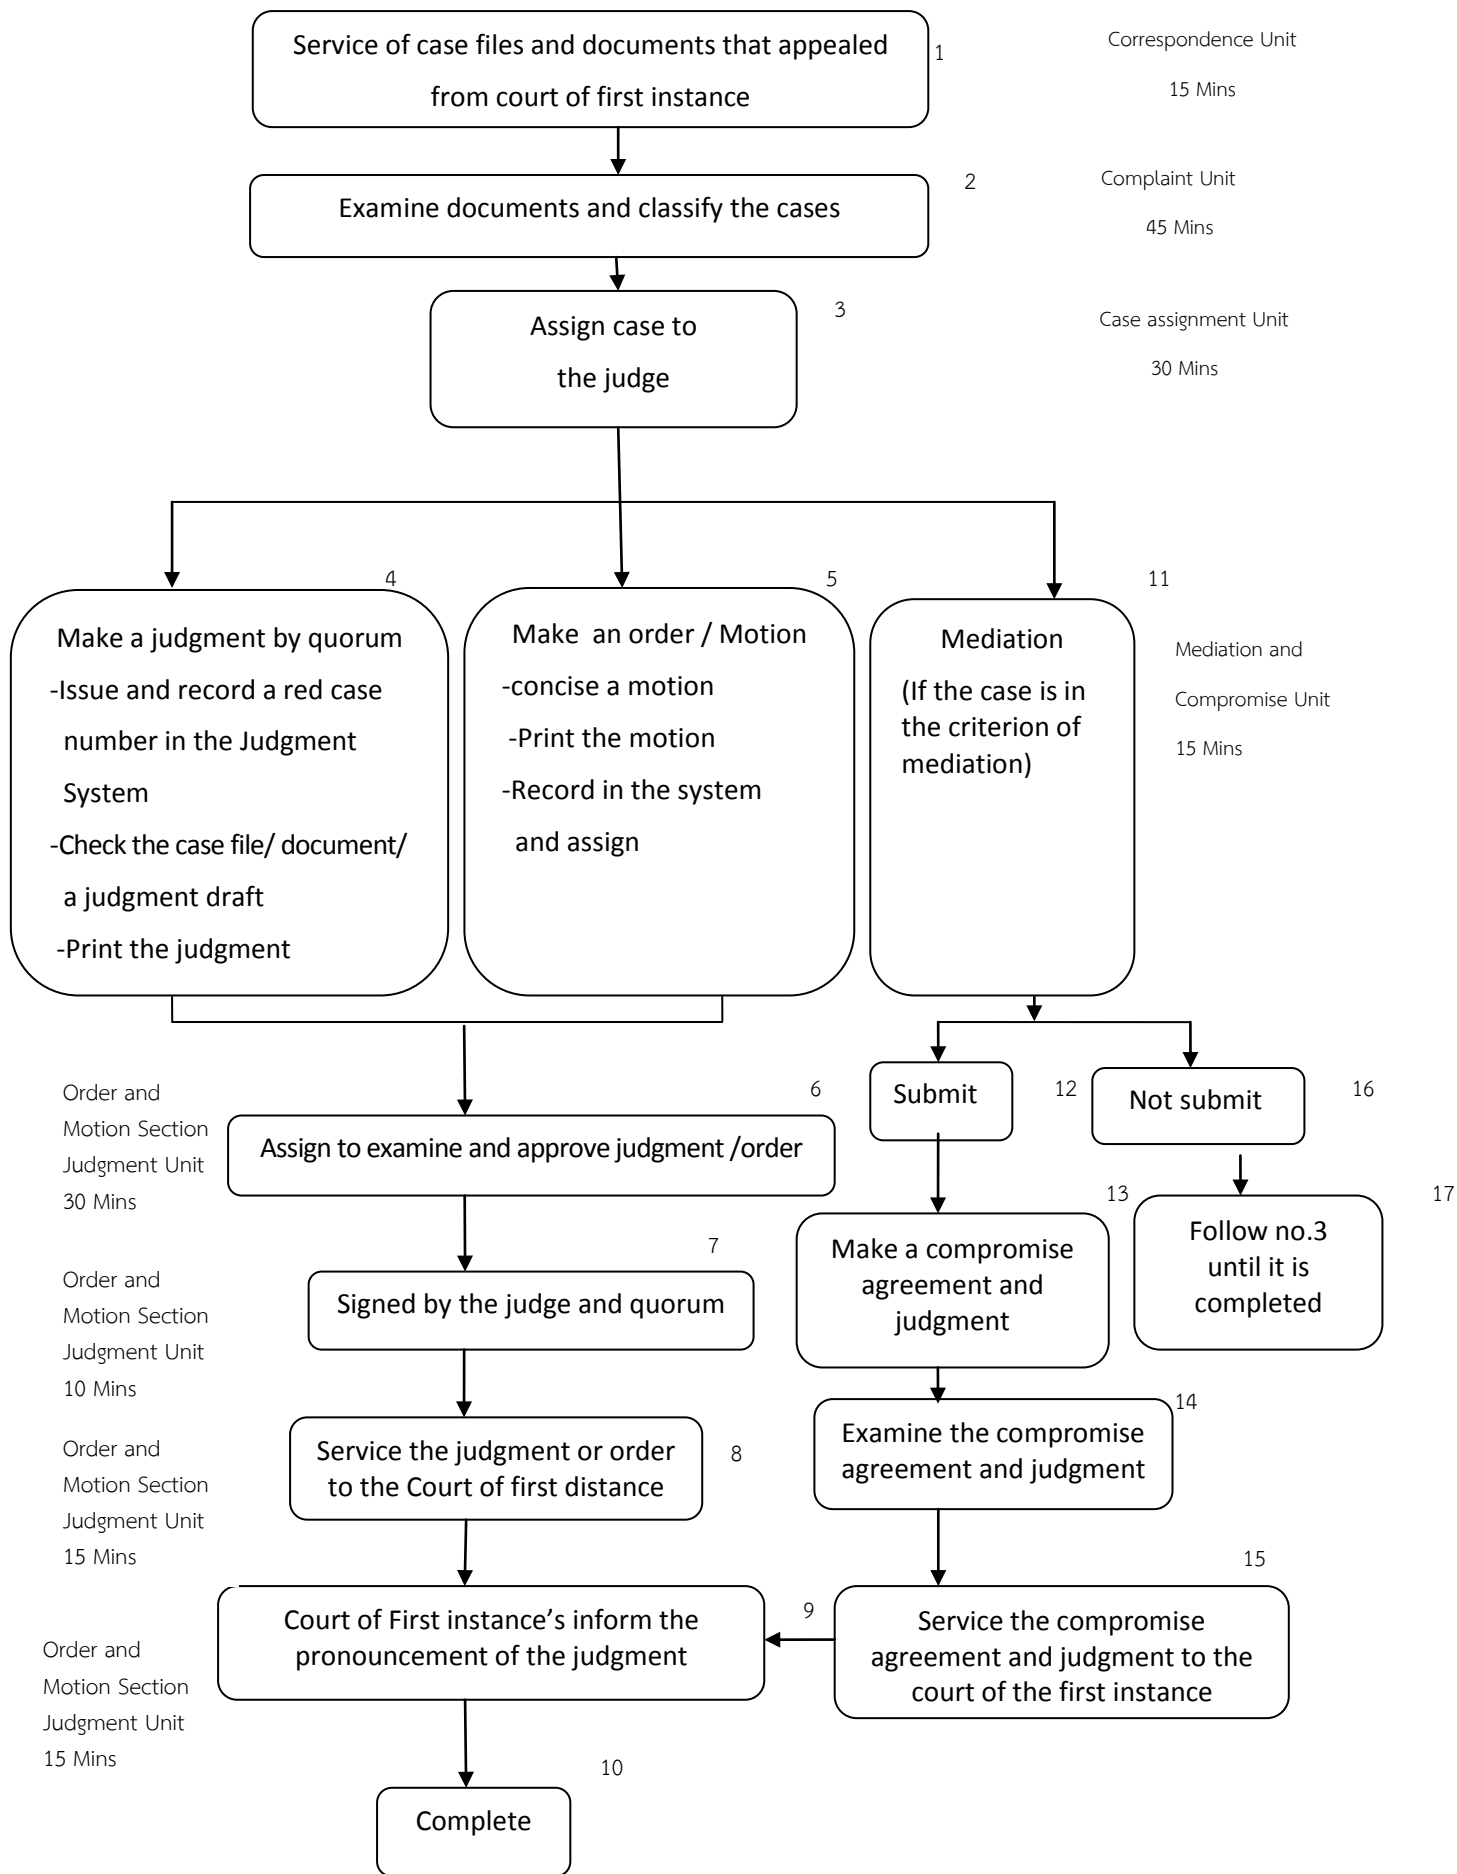 Service of case files and documents that appealed
from court of first instance
1
Correspondence Unit
15 Mins
Examine documents and classify the cases
2
Complaint Unit
45 Mins
Assign case to
the judge
3
Case assignment Unit
30 Mins
4
Make a judgment by quorum
-Issue and record a red case
number in the Judgment
System
-Check the case file/ document/
a judgment draft
-Print the judgment
5
Make an order / Motion
-concise a motion
-Print the motion
-Record in the system
and assign
11
Mediation
(If the case is in
the criterion of
mediation)
Mediation and
Compromise Unit
15 Mins
Order and
Motion Section
Judgment Unit
30 Mins
6
Assign to examine and approve judgment /order
Submit
12
Not submit
16
Order and
Motion Section
Judgment Unit
10 Mins
7
Signed by the judge and quorum
13
Make a compromise
agreement and
judgment
17
Follow no.3
until it is
completed
Order and
Motion Section
Judgment Unit
15 Mins
Service the judgment or order
to the Court of first distance
8
14
Examine the compromise
agreement and judgment
Order and
Motion Section
Judgment Unit
15 Mins
Court of First instance's inform the
pronouncement of the judgment
9
15
Service the compromise
agreement and judgment to the
court of the first instance
10
Complete